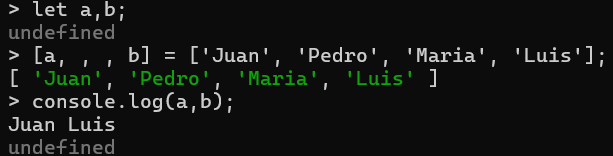 > let a,b;
undefined
> [a, , , b] = ['Juan', 'Pedro', 'Maria', 'Luis'];
[ 'Juan', 'Pedro', 'Maria', 'Luis' ]
> console.log(a,b);
Juan Luis
undefined